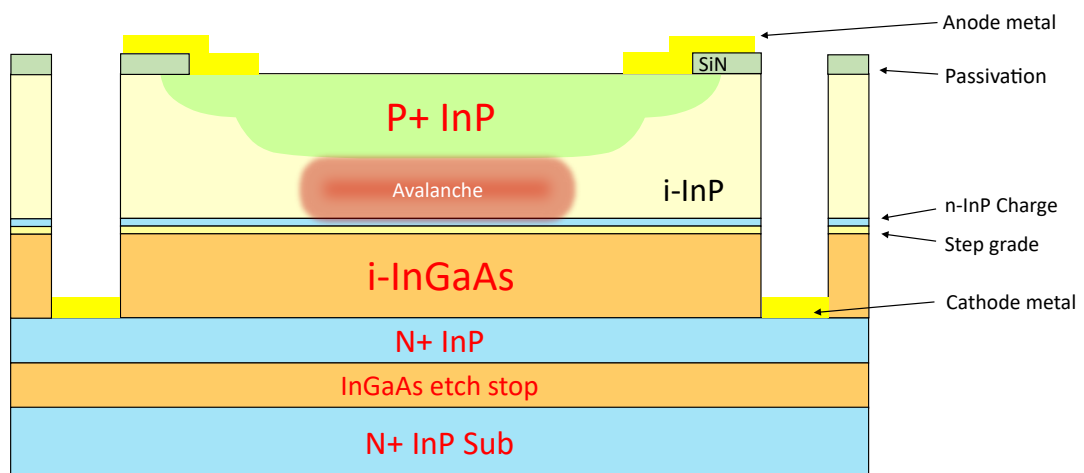 Anode metal
SiN
Passivation
P+ InP
Avalanche
i-InP
n-InP Charge
Step grade
i-InGaAs
Cathode metal
N+ InP
InGaAs etch stop
N+ InP Sub